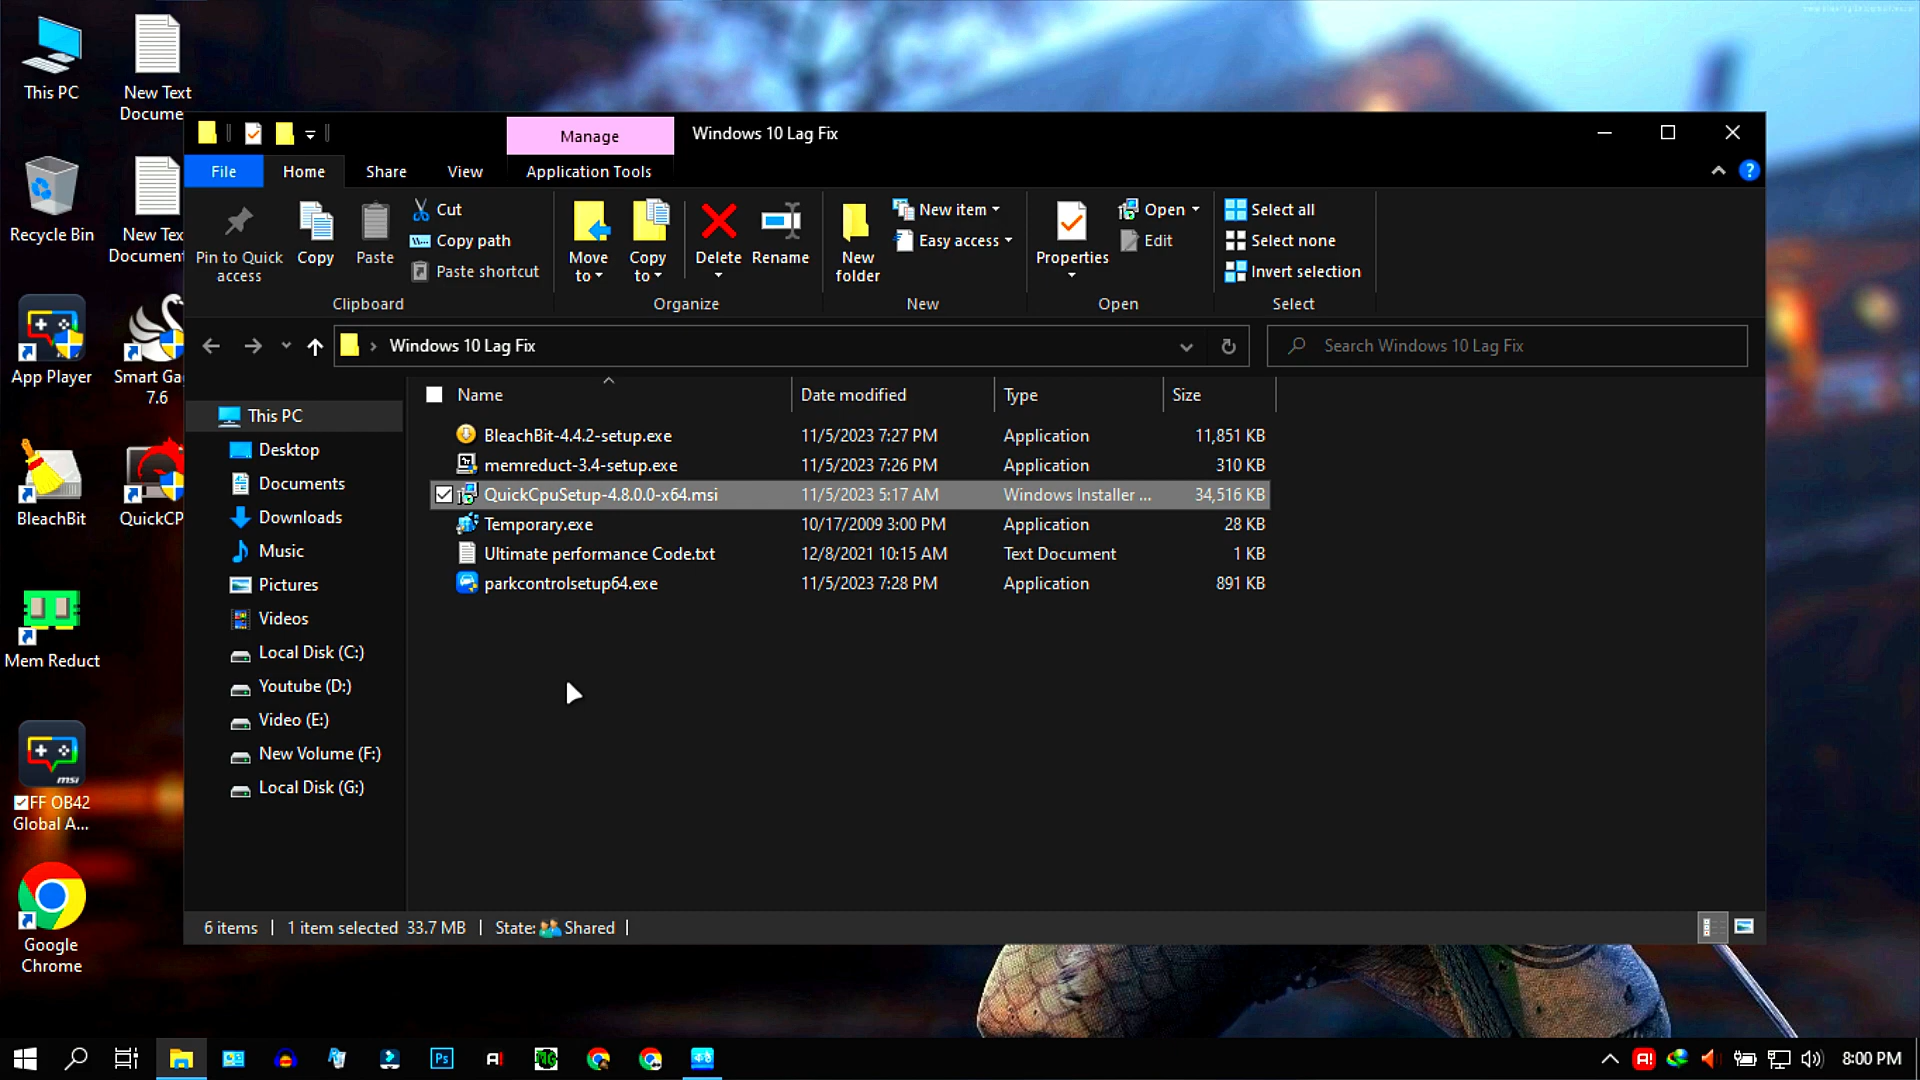 This PC
New Text
Docume
Recycle Bin
New Tex
Document
App Player
Smart Ga
7.6
BleachBit
QuickCP
Mem Reduct
msi
FF OB42
Global A...
Google
Chrome
Manage
Windows 10 Lag Fix
File
Home
Share
View
Application Tools
Pin to Quick
access
Copy
Paste
Cut
Copy path
Paste shortcut
Clipboard
Move
to
Copy
to
Delete
Rename
Organize
New
folder
New item
Easy access
New
Properties
Open
Edit
Open
Select all
Select none
Invert selection
Select
Windows 10 Lag Fix
Search Windows 10 Lag Fix
This PC
Desktop
Documents
Downloads
Music
Pictures
Videos
Local Disk (C:)
Youtube (D:)
Video (E:)
New Volume (F:)
Local Disk (G:)
Name Date modified Type Size
BleachBit-4.4.2-setup.exe 11/5/2023 7:27 PM Application 11,851 KB
memreduct-3.4-setup.exe 11/5/2023 7:26 PM Application 310 KB
QuickCpuSetup-4.8.0.0-x64.msi 11/5/2023 5:17 AM Windows Installer ... 34,516 KB
Temporary.exe 10/17/2009 3:00 PM Application 28 KB
Ultimate performance Code.txt 12/8/2021 10:15 AM Text Document 1 KB
parkcontrolsetup64.exe 11/5/2023 7:28 PM Application 891 KB
6 items 1 item selected 33.7 MB State: Shared
Ps
A!
A!
8:00 PM